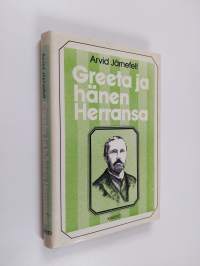 Arvid Järnefelt
Greeta ja
hänen
Herransa